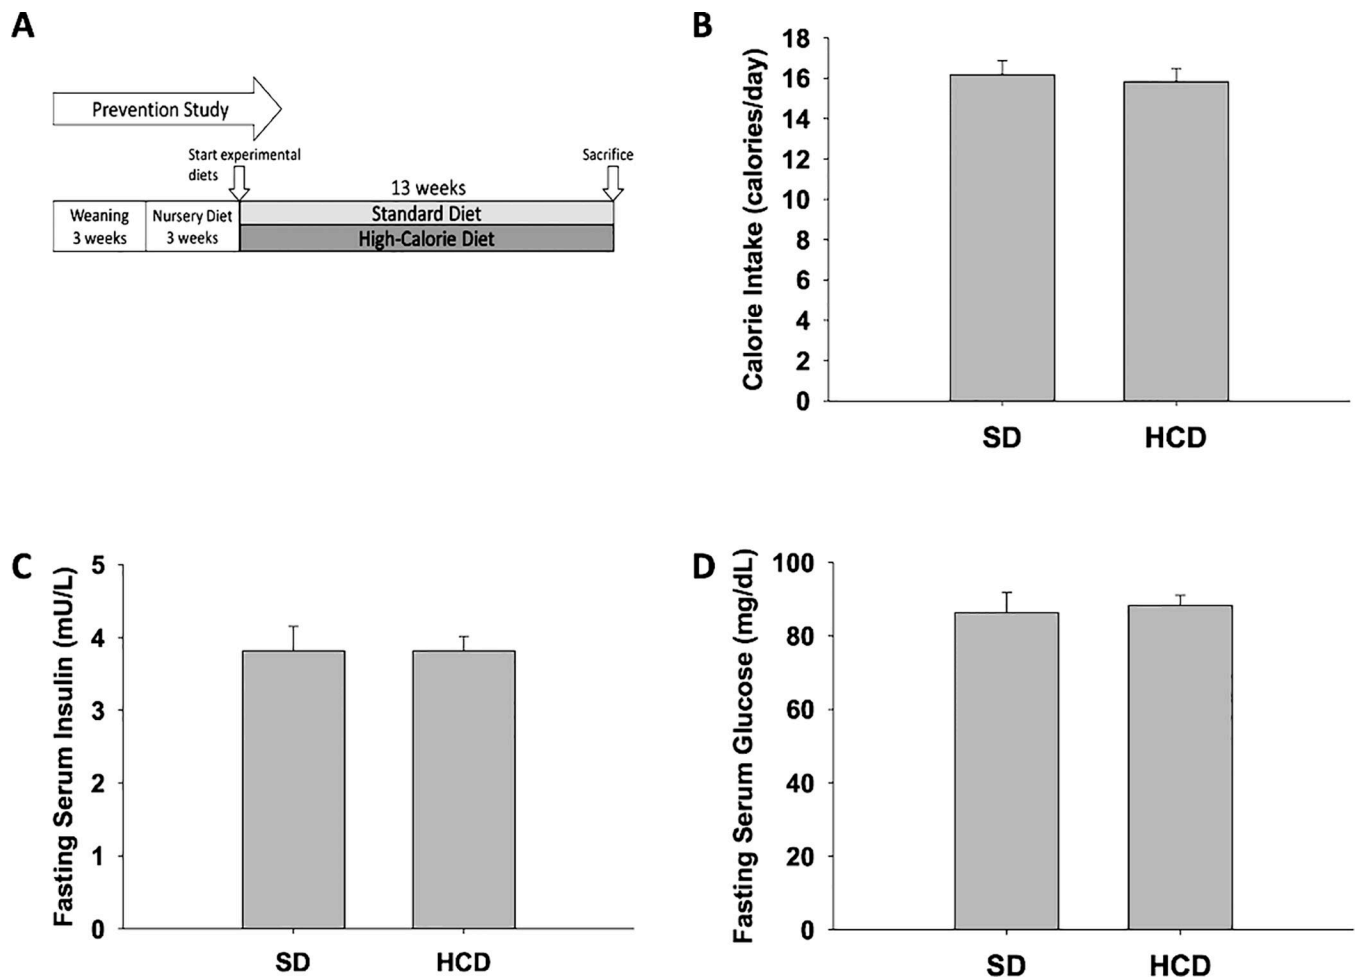 A
Prevention Study
Start experimental
diets
Sacrifice
13 weeks
Weaning
3 weeks
Nursery Diet
3 weeks
Standard Diet
High-Calorie Diet
B
Calorie Intake (calories/day)
18
16
14
12
10
8
6
4
2
0
SD HCD
C
Fasting Serum Insulin (mU/L)
5
4
3
2
1
0
SD HCD
D
Fasting Serum Glucose (mg/dL)
100
80
60
40
20
0
SD HCD